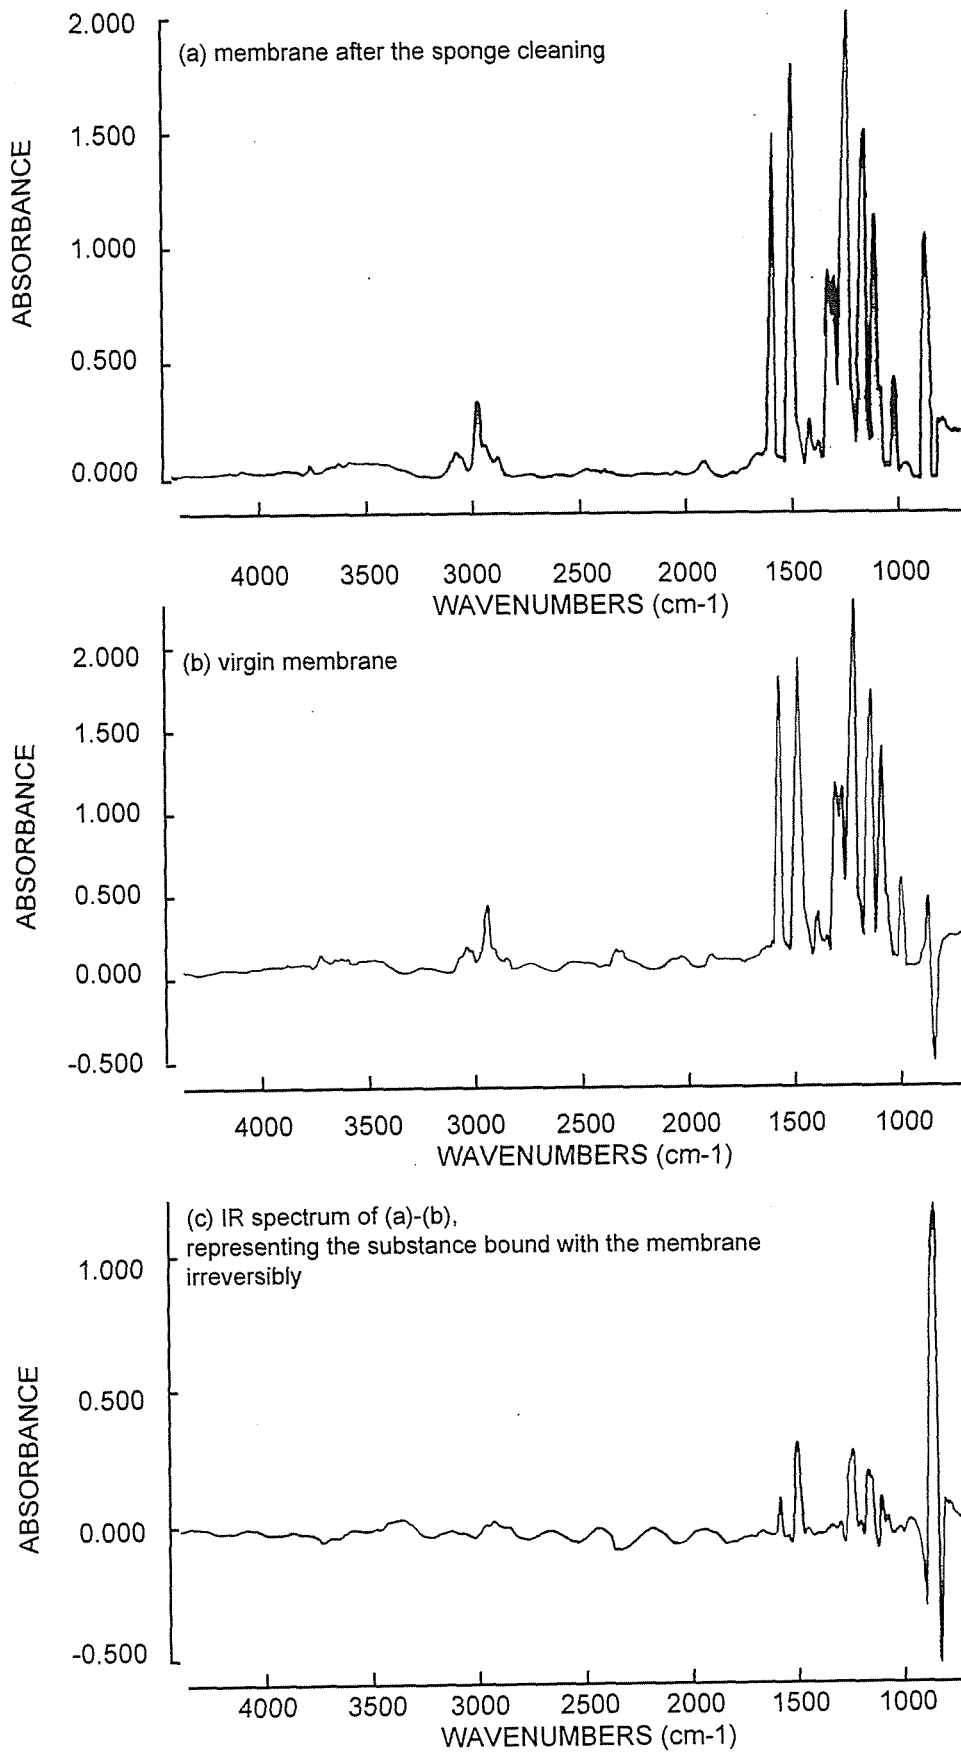 2.000
(a) membrane after the sponge cleaning
1.500
1.000
0.500
0.000
ABSORBANCE
4000 3500 3000 2500 2000 1500 1000
WAVENUMBERS (cm-1)
2.000
(b) virgin membrane
1.500
1.000
0.500
0.000
-0.500
ABSORBANCE
4000 3500 3000 2500 2000 1500 1000
WAVENUMBERS (cm-1)
(c) IR spectrum of (a)-(b),
representing the substance bound with the membrane
irreversibly
1.000
0.500
0.000
-0.500
ABSORBANCE
4000 3500 3000 2500 2000 1500 1000
WAVENUMBERS (cm-1)